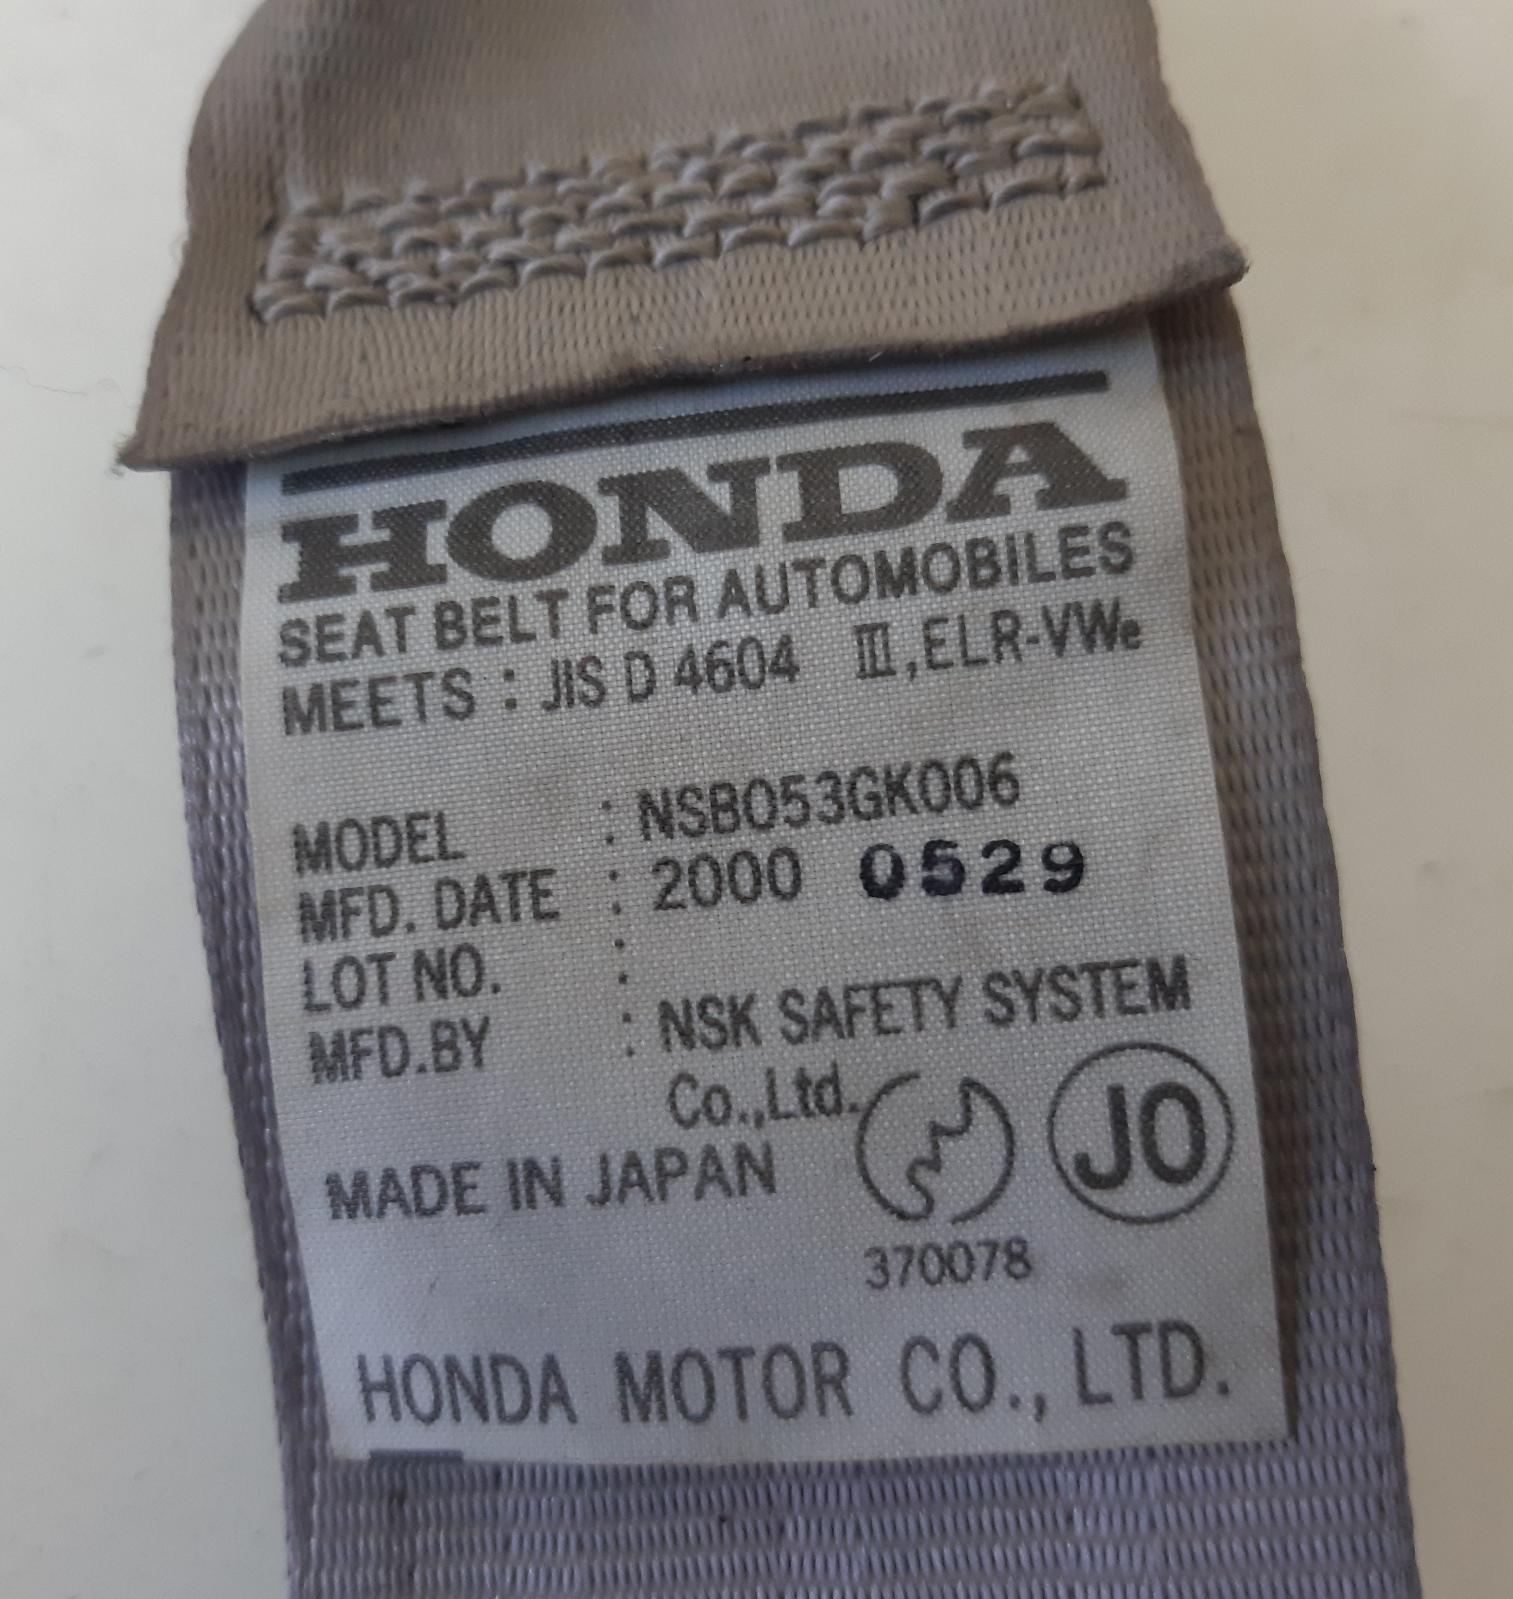 HONDA
SEAT BELT FOR AUTOMOBILES
MEETS : JIS D 4604 III, ELR-VWe
MODEL : NSB053GK006
MFD. DATE : 2000 0529
LOT NO. :
MFD.BY : NSK SAFETY SYSTEM
Co.,Ltd.
MADE IN JAPAN
JO
370078
HONDA MOTOR CO., LTD.